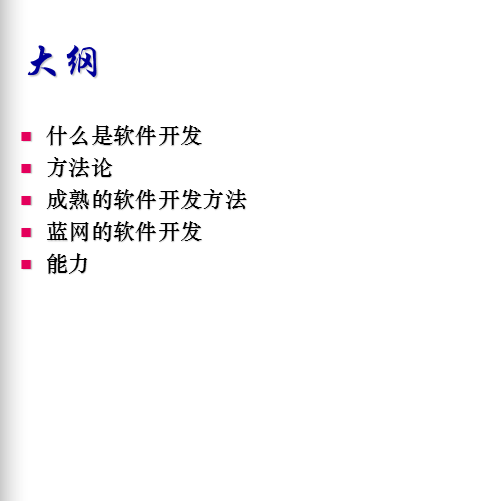 大纲
什么是软件开发
方法论
成熟的软件开发方法
蓝网的软件开发
能力